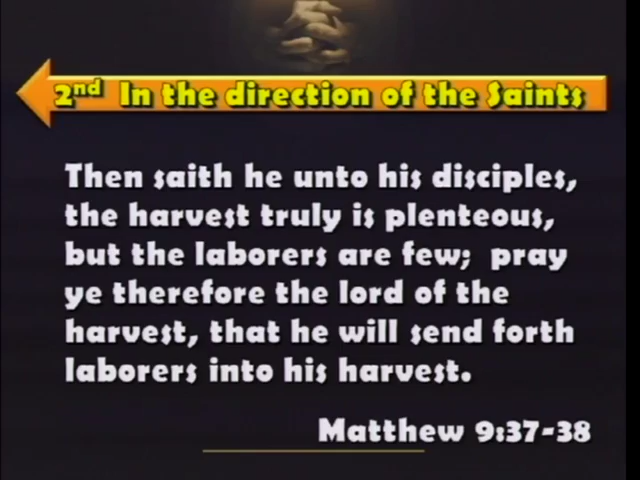 2nd In the direction of the Saints
Then saith he unto his disciples,
the harvest truly is plenteous,
but the laborers are few; pray
ye therefore the lord of the
harvest, that he will send forth
laborers into his harvest.
Matthew 9:37-38